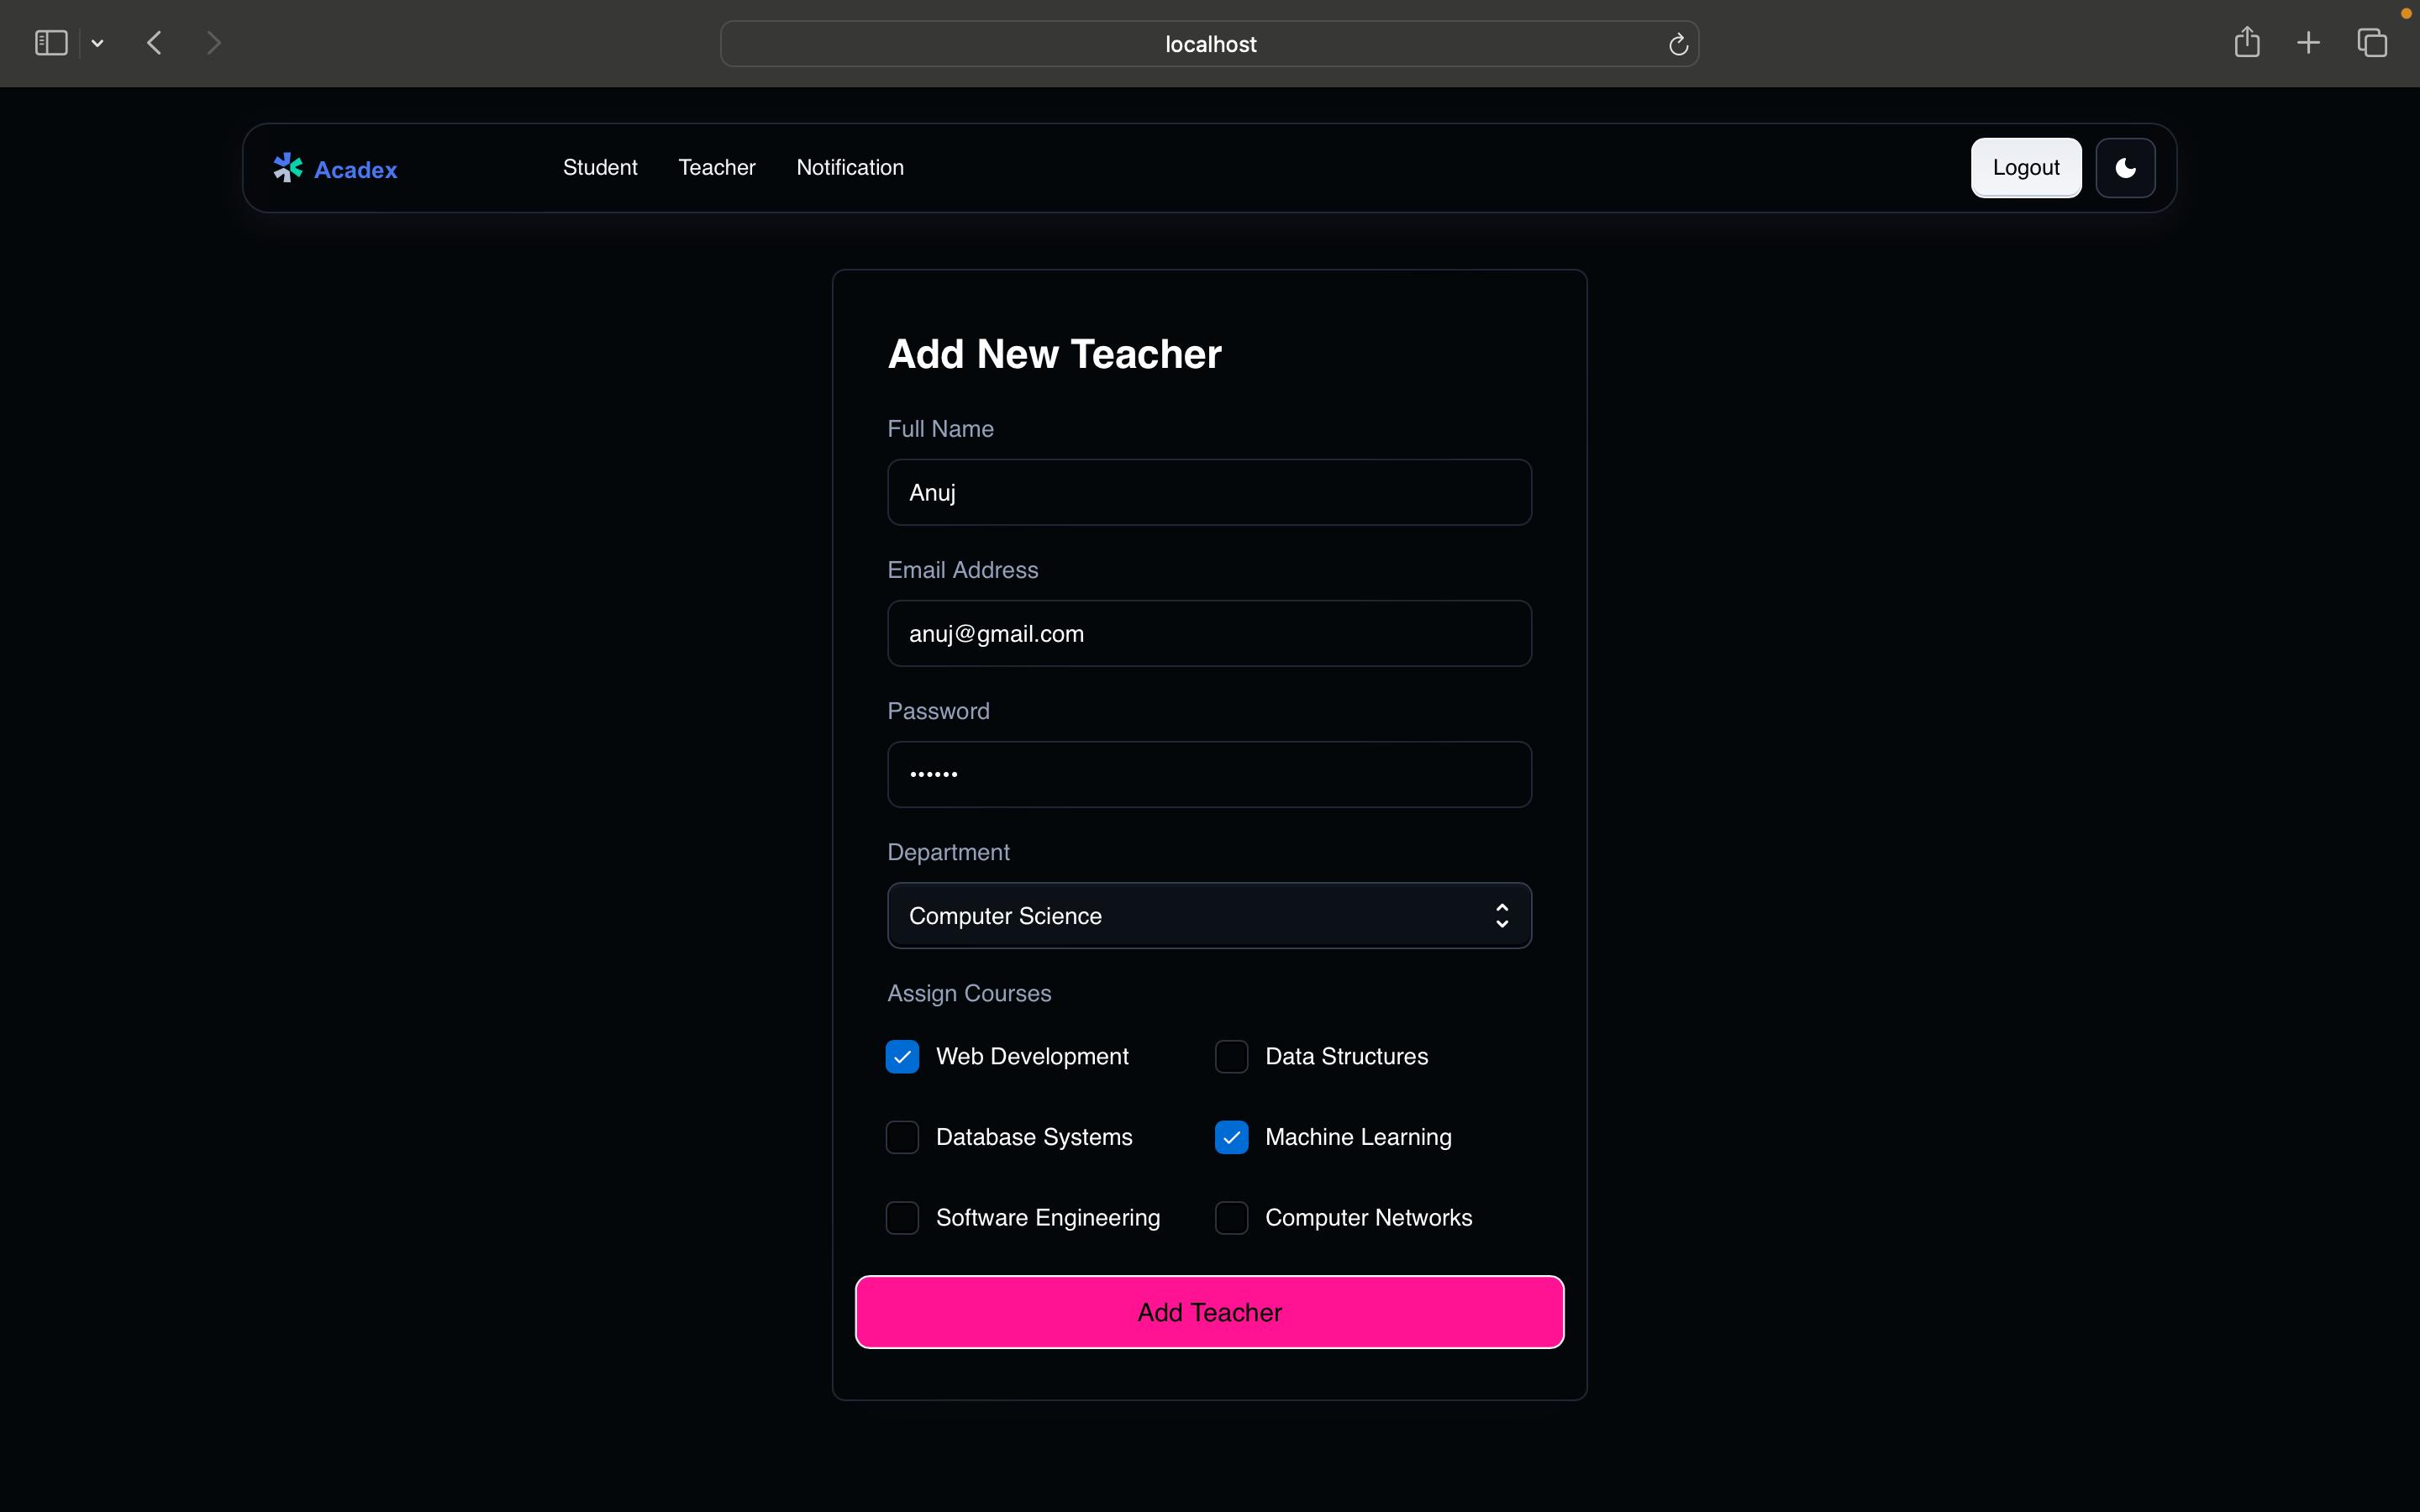 localhost
Acadex
Student Teacher Notification
Logout
Add New Teacher
Full Name
Anuj
Email Address
anuj@gmail.com
Password
••••••
Department
Computer Science
Assign Courses
Web Development Data Structures
Database Systems Machine Learning
Software Engineering Computer Networks
Add Teacher